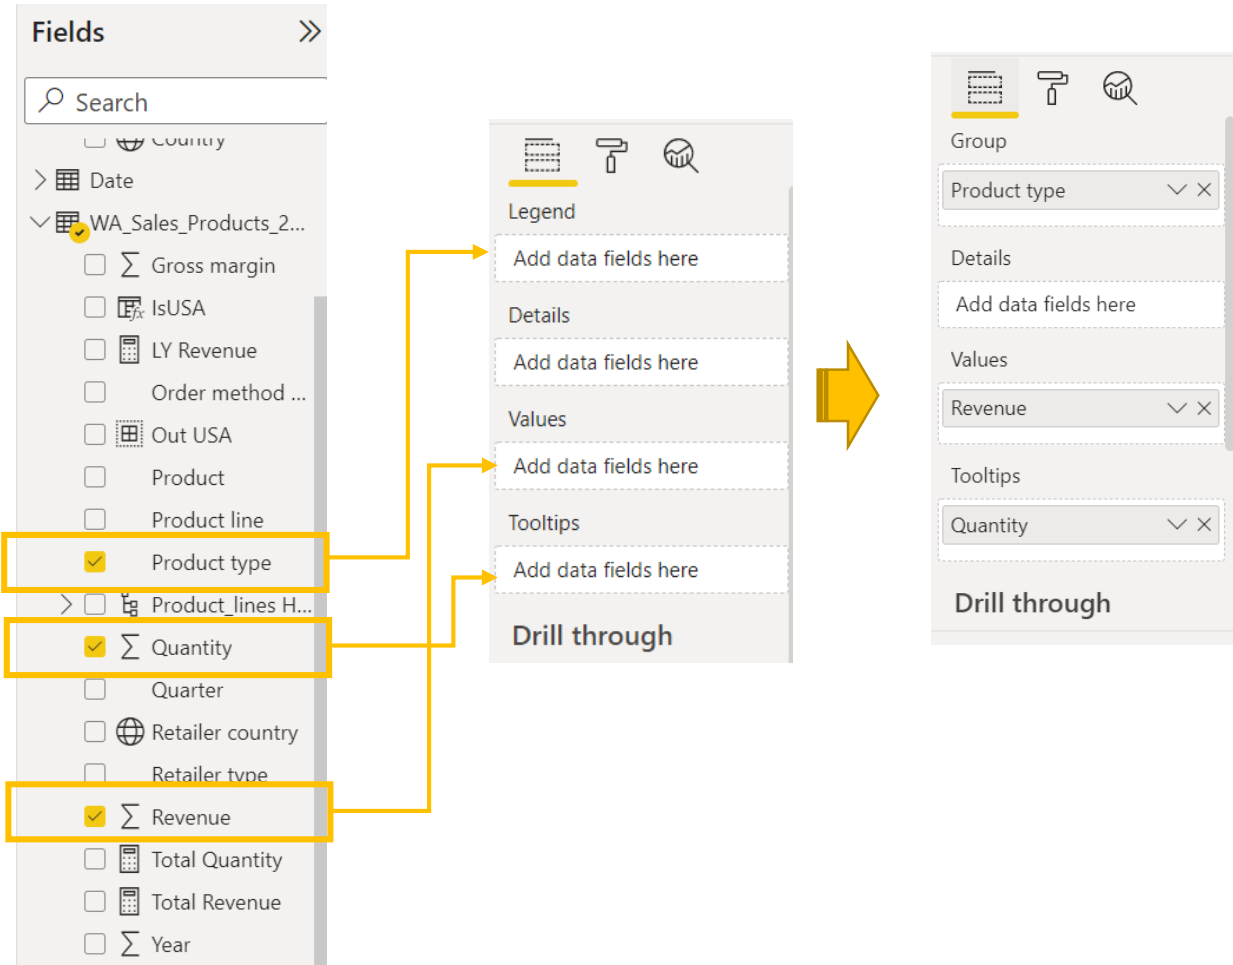 Fields
Search
Country
Date
WA_Sales_Products_2...
Gross margin
IsUSA
LY Revenue
Order method ...
Out USA
Product
Product line
Product type
Product_lines H...
Quantity
Quarter
Retailer country
Retailer type
Revenue
Total Quantity
Total Revenue
Year
Legend
Add data fields here
Details
Add data fields here
Values
Add data fields here
Tooltips
Add data fields here
Drill through
Group
Product type
Details
Add data fields here
Values
Revenue
Tooltips
Quantity
Drill through